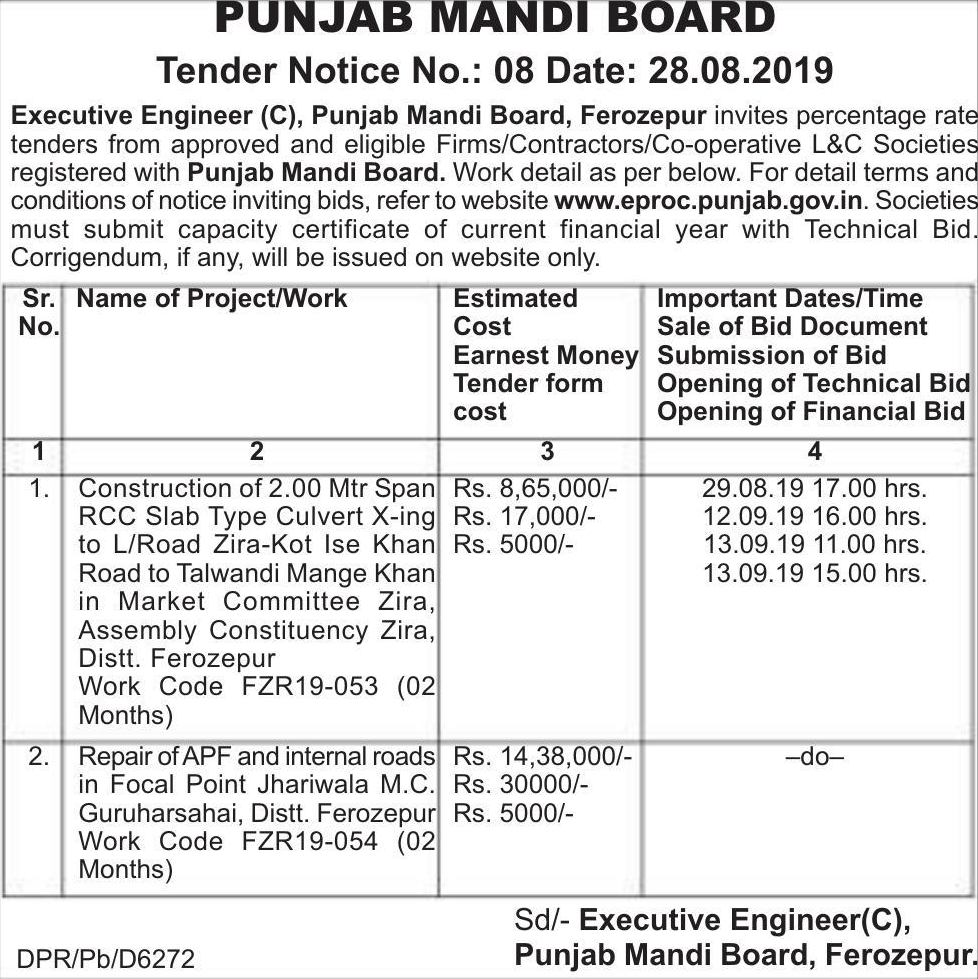 PUNJAB MANDI BOARD
Tender Notice No.: 08 Date: 28.08.2019
Executive Engineer (C), Punjab Mandi Board, Ferozepur invites percentage rate
tenders from approved and eligible Firms/Contractors/Co-operative L&C Societies
registered with Punjab Mandi Board. Work detail as per below. For detail terms and
conditions of notice inviting bids, refer to website www.eproc.punjab.gov.in. Societies
must submit capacity certificate of current financial year with Technical Bid.
Corrigendum, if any, will be issued on website only.
Sr.
No.
Name of Project/Work
Estimated
Cost
Earnest Money
Tender form
cost
Important Dates/Time
Sale of Bid Document
Submission of Bid
Opening of Technical Bid
Opening of Financial Bid
1 2 3 4
1.
Construction of 2.00 Mtr Span
RCC Slab Type Culvert X-ing
to L/Road Zira-Kot Ise Khan
Road to Talwandi Mange Khan
in Market Committee Zira,
Assembly Constituency Zira,
Distt. Ferozepur
Work Code FZR19-053 (02
Months)
Rs. 8,65,000/-
Rs. 17,000/-
Rs. 5000/-
29.08.19 17.00 hrs.
12.09.19 16.00 hrs.
13.09.19 11.00 hrs.
13.09.19 15.00 hrs.
2.
Repair of APF and internal roads
in Focal Point Jhariwala M.C.
Guruharsahai, Distt. Ferozepur
Work Code FZR19-054 (02
Months)
Rs. 14,38,000/-
Rs. 30000/-
Rs. 5000/-
–do–
Sd/- Executive Engineer(C),
Punjab Mandi Board, Ferozepur.
DPR/Pb/D6272